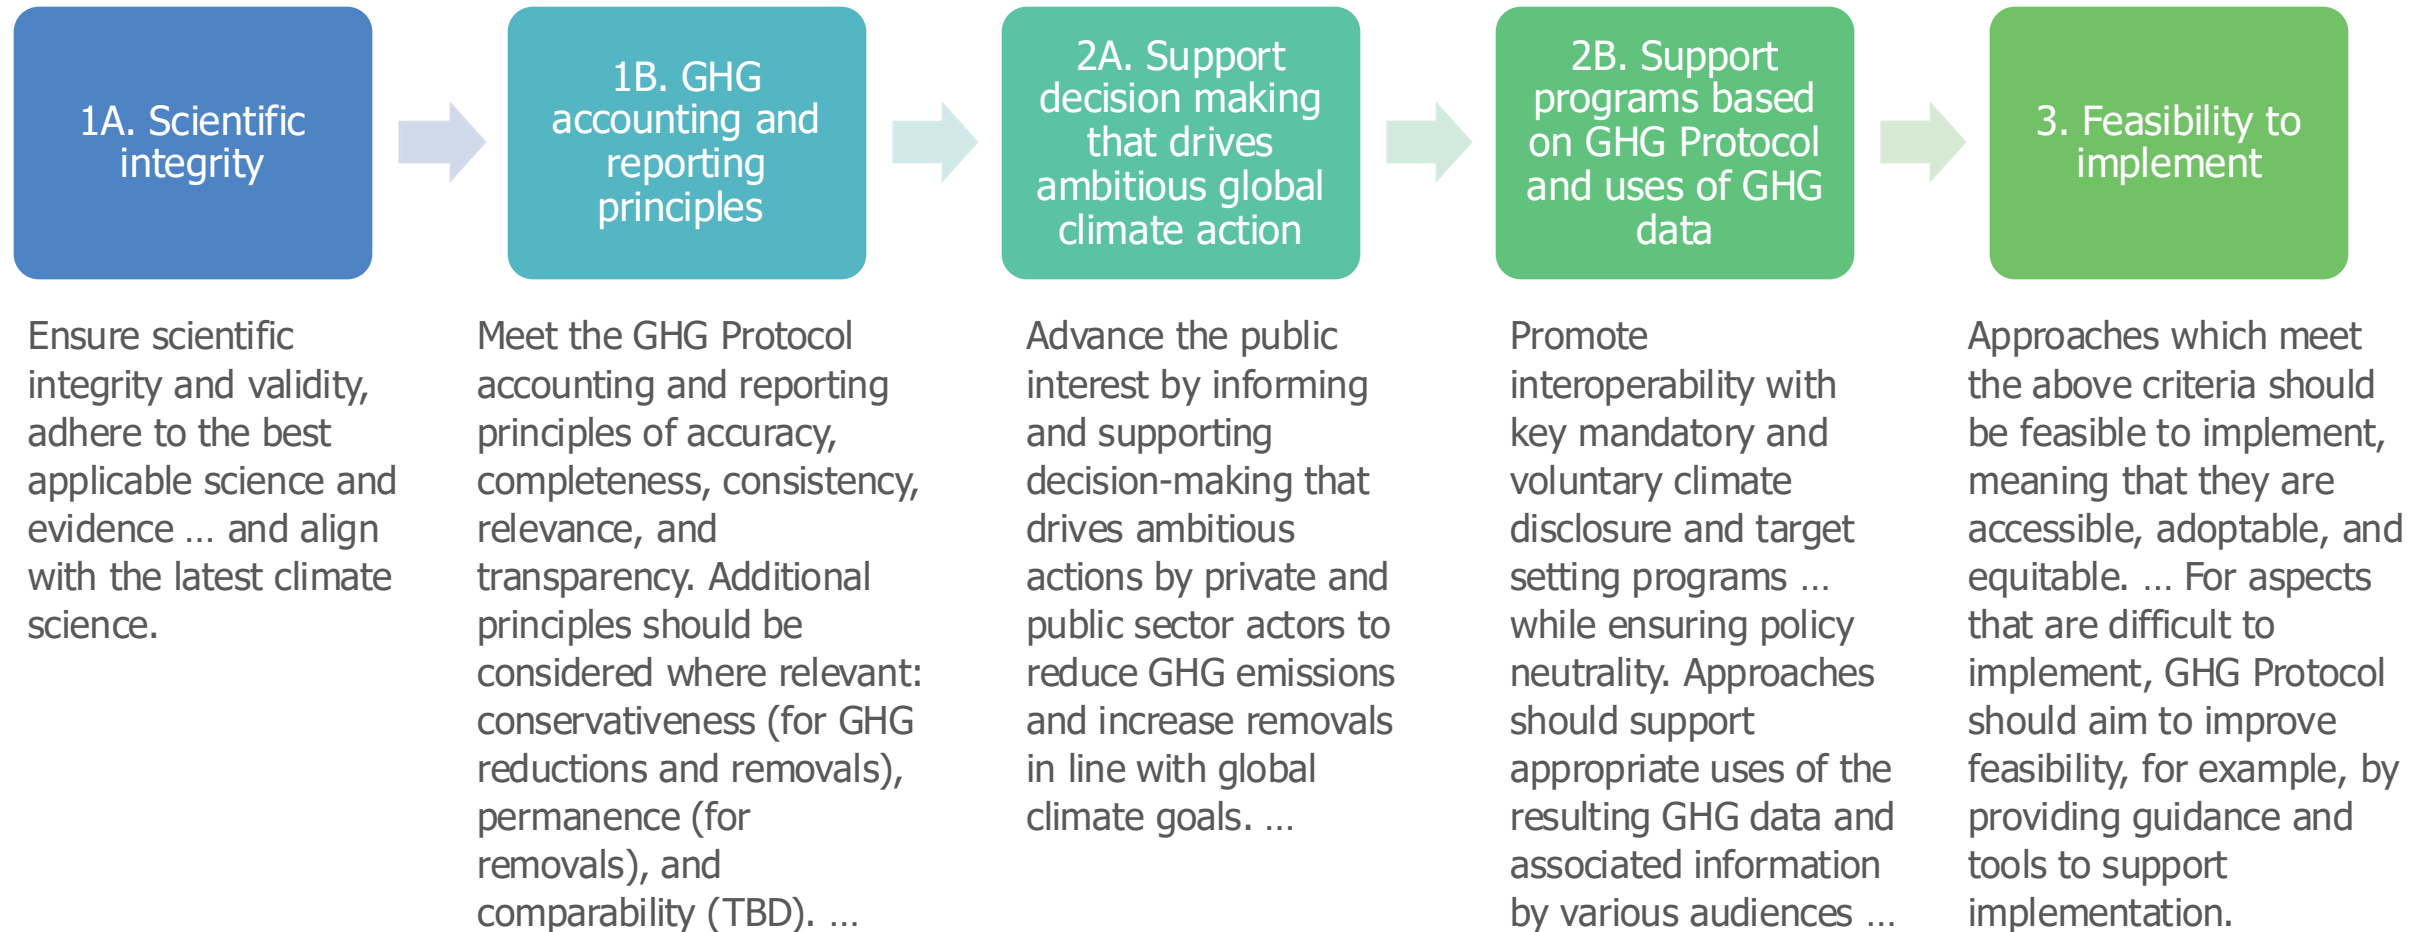 1A. Scientific
integrity
1B. GHG
accounting and
reporting
principles
2A. Support
decision making
that drives
ambitious global
climate action
2B. Support
programs based
on GHG Protocol
and uses of GHG
data
3. Feasibility to
implement
Ensure scientific
integrity and validity,
adhere to the best
applicable science and
evidence … and align
with the latest climate
science.
Meet the GHG Protocol
accounting and reporting
principles of accuracy,
completeness, consistency,
relevance, and
transparency. Additional
principles should be
considered where relevant:
conservativeness (for GHG
reductions and removals),
permanence (for
removals), and
comparability (TBD). …
Advance the public
interest by informing
and supporting
decision-making that
drives ambitious
actions by private and
public sector actors to
reduce GHG emissions
and increase removals
in line with global
climate goals. …
Promote
interoperability with
key mandatory and
voluntary climate
disclosure and target
setting programs …
while ensuring policy
neutrality. Approaches
should support
appropriate uses of the
resulting GHG data and
associated information
by various audiences …
Approaches which meet
the above criteria should
be feasible to implement,
meaning that they are
accessible, adoptable, and
equitable. … For aspects
that are difficult to
implement, GHG Protocol
should aim to improve
feasibility, for example, by
providing guidance and
tools to support
implementation.